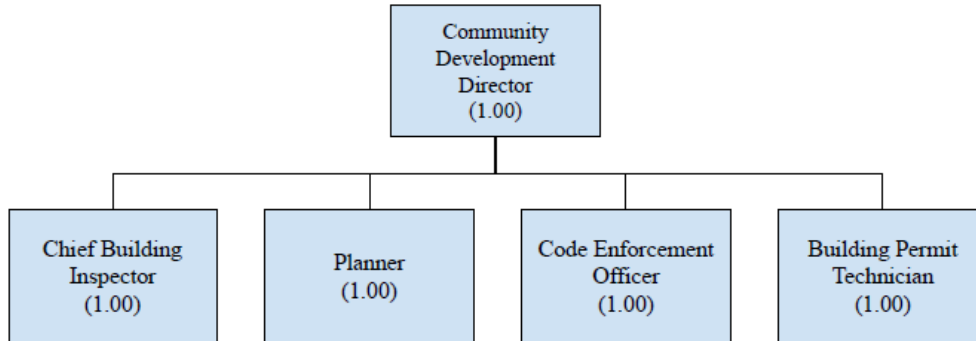 Community
Development
Director
(1.00)
Chief Building
Inspector
(1.00)
Planner
(1.00)
Code Enforcement
Officer
(1.00)
Building Permit
Technician
(1.00)